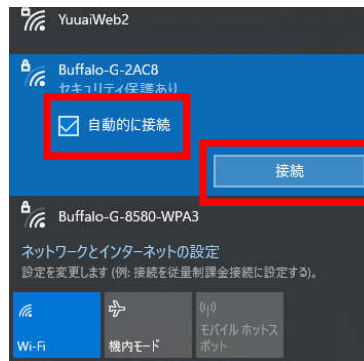 YuuaiWeb2
Buffalo-G-2AC8
セキュリティ保護あり
自動的に接続
接続
Buffalo-G-8580-WPA3
ネットワークとインターネットの設定
設定を変更します (例: 接続を従量制課金接続に設定する)。
Wi-Fi
機内モード
モバイル ホットス
ポット